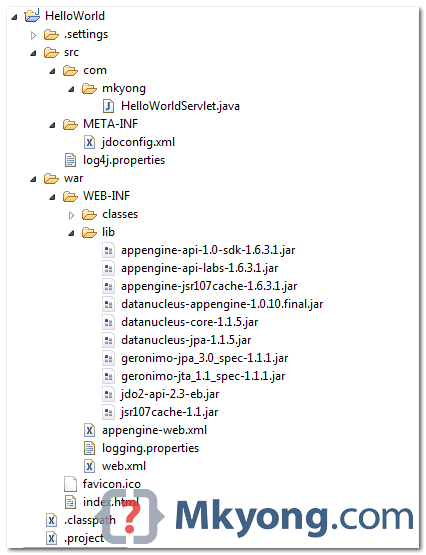 HelloWorld
.settings
src
com
mkyong
HelloWorldServlet.java
META-INF
jdoconfig.xml
log4j.properties
war
WEB-INF
classes
lib
appengine-api-1.0-sdk-1.6.3.1.jar
appengine-api-labs-1.6.3.1.jar
appengine-jsr107cache-1.6.3.1.jar
datanucleus-appengine-1.0.10.final.jar
datanucleus-core-1.1.5.jar
datanucleus-jpa-1.1.5.jar
geronimo-jpa_3.0_spec-1.1.1.jar
geronimo-jta_1.1_spec-1.1.1.jar
jdo2-api-2.3-eb.jar
jsr107cache-1.1.jar
appengine-web.xml
logging.properties
web.xml
favicon.ico
index.html
.classpath
.project
{?} Mkyong.com